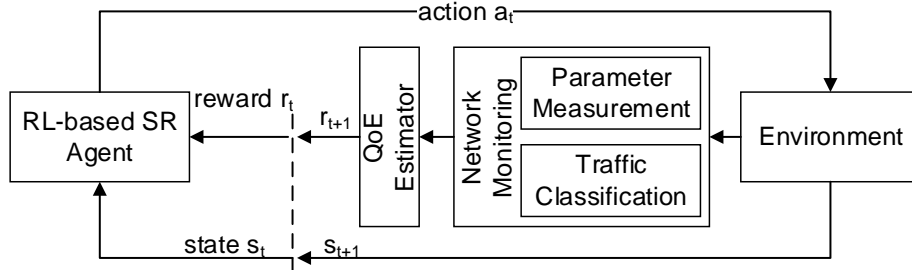 action aₜ
RL-based SR
Agent
reward rₜ
rₜ₊₁
QoE
Estimator
Network
Monitoring
Parameter
Measurement
Traffic
Classification
Environment
state sₜ
sₜ₊₁